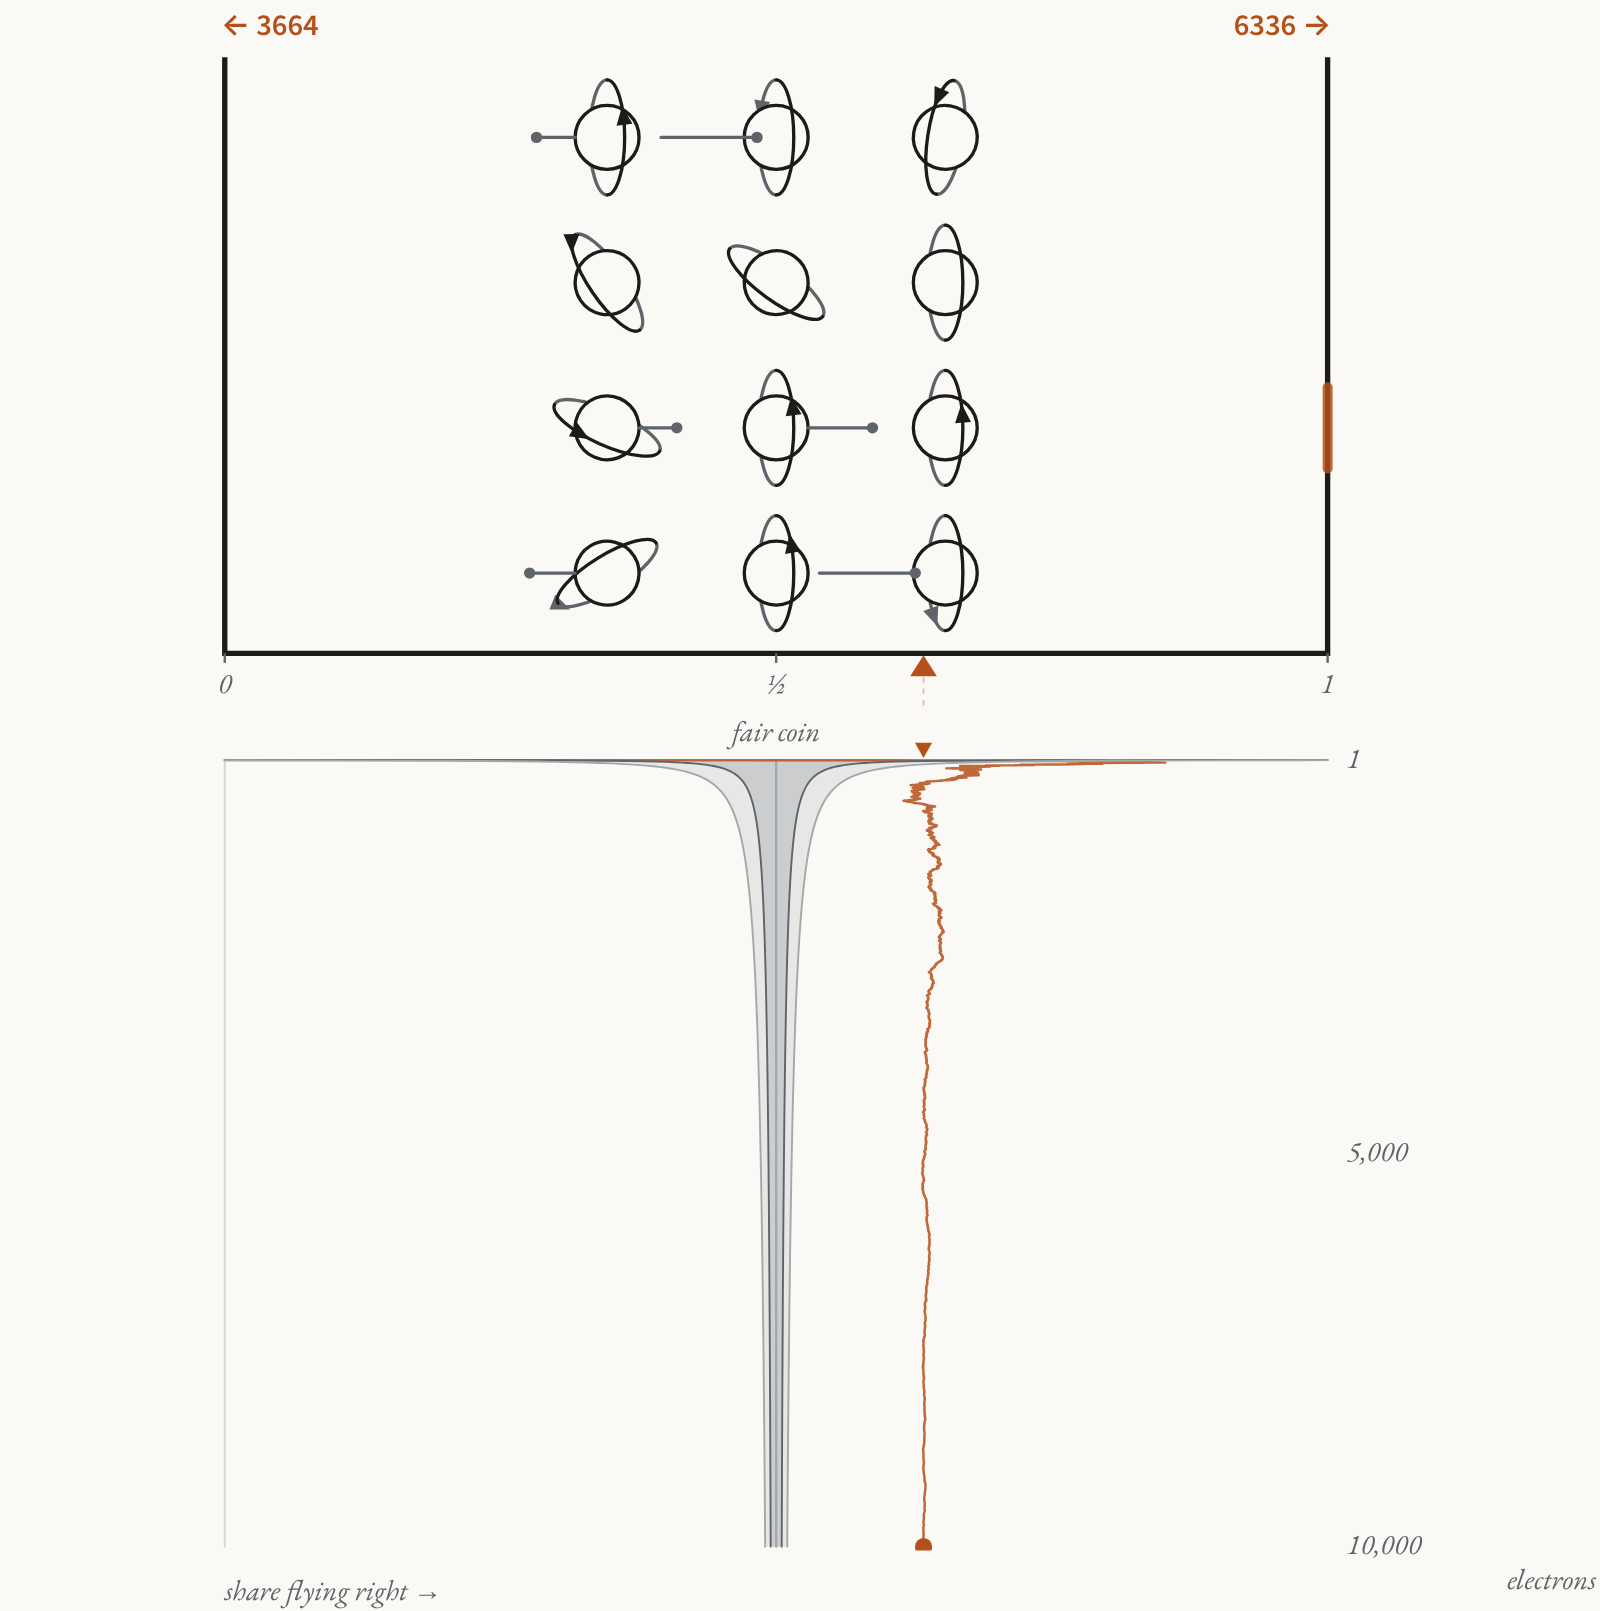 ← 3664
6336 →
0
½
1
fair coin
1
5,000
10,000
electrons
share flying right →